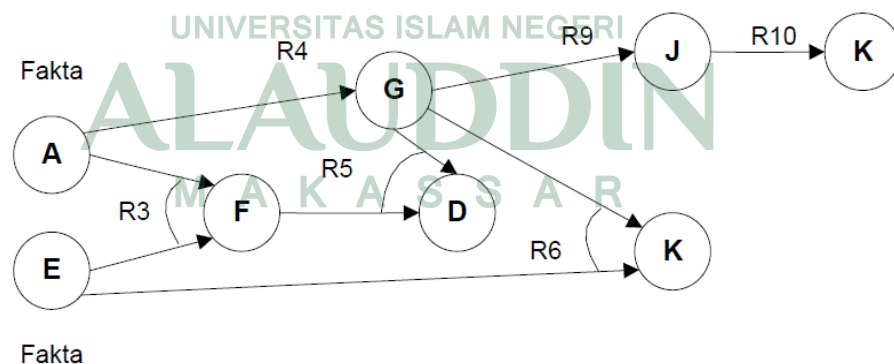 UNIVERSITAS ISLAM NEGERI
ALAUDDIN
MAKASSAR
Fakta
R4
R9
J
R10
K
G
A
R5
R3
F
D
E
R6
K
Fakta